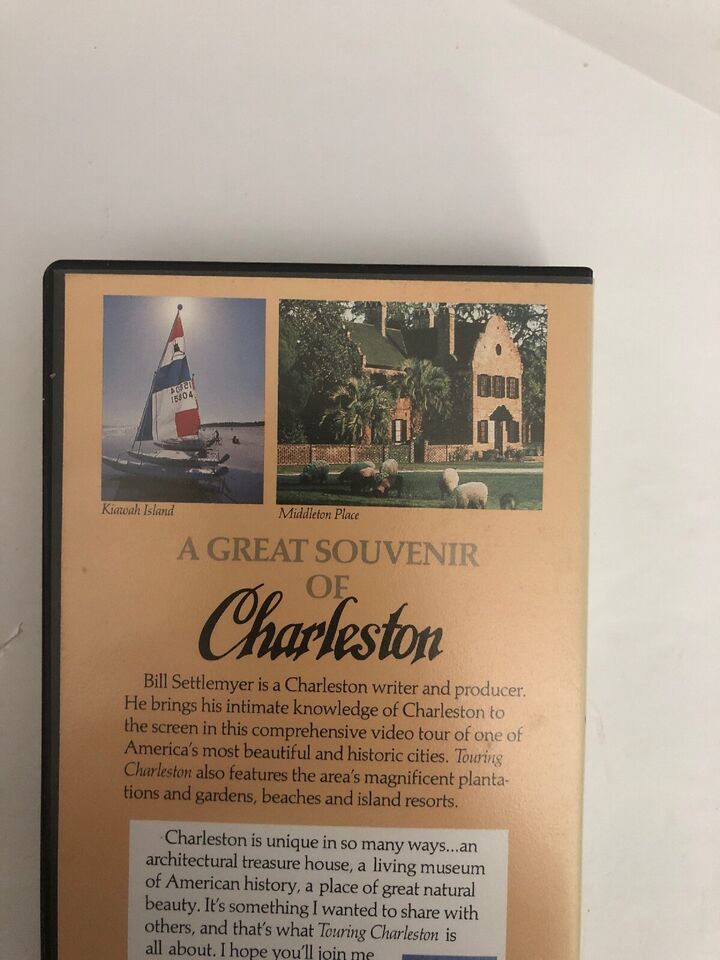 15804
15804
Kiawah Island
Middleton Place
A GREAT SOUVENIR
OF
Charleston
Bill Settlemyer is a Charleston writer and producer.
He brings his intimate knowledge of Charleston to
the screen in this comprehensive video tour of one of
America's most beautiful and historic cities. Touring
Charleston also features the area's magnificent planta-
tions and gardens, beaches and island resorts.
Charleston is unique in so many ways...an
architectural treasure house, a living museum
of American history, a place of great natural
beauty. It's something I wanted to share with
others, and that's what Touring Charleston is
all about. I hope you'll join me